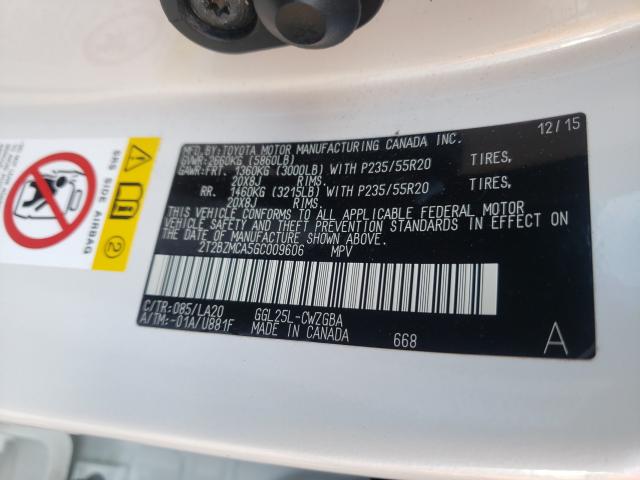 MFD.BY:TOYOTA MOTOR MANUFACTURING CANADA INC. 12/15
GVWR:2660KG (5860LB)
GAWR:FRT. 1360KG (3000LB) WITH P235/55R20 TIRES,
20X8J RIMS.
RR. 1460KG (3215LB) WITH P235/55R20 TIRES,
20X8J RIMS.
THIS VEHICLE CONFORMS TO ALL APPLICABLE FEDERAL MOTOR
VEHICLE SAFETY AND THEFT PREVENTION STANDARDS IN EFFECT ON
THE DATE OF MANUFACTURE SHOWN ABOVE.
2T2BZMCA5GC009606 MPV
C/TR:085/LA20 GGL25L-CWZGBA
A/TM:-01A/U881F MADE IN CANADA 668 A
SRS SIDE AIRBAG
2